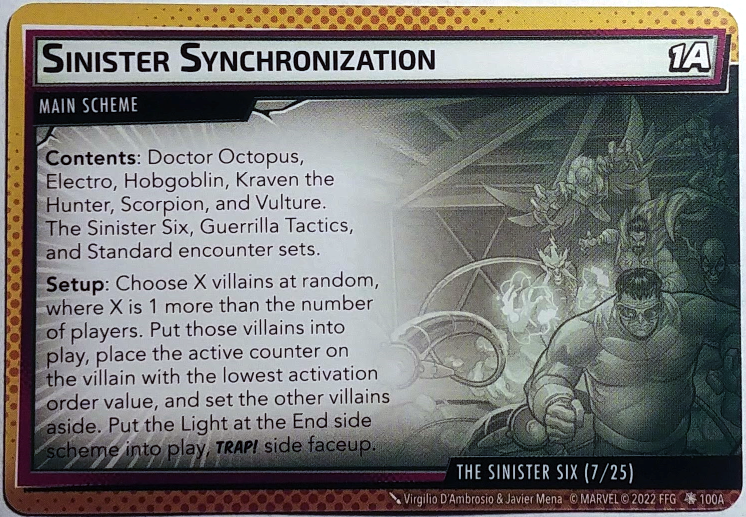 SINISTER SYNCHRONIZATION
1A
MAIN SCHEME
Contents: Doctor Octopus,
Electro, Hobgoblin, Kraven the
Hunter, Scorpion, and Vulture.
The Sinister Six, Guerrilla Tactics,
and Standard encounter sets.
Setup: Choose X villains at random,
where X is 1 more than the number
of players. Put those villains into
play, place the active counter on
the villain with the lowest activation
order value, and set the other villains
aside. Put the Light at the End side
scheme into play, TRAP! side faceup.
THE SINISTER SIX (7/25)
Virgilio D'Ambrosio & Javier Mena © MARVEL © 2022 FFG 100A